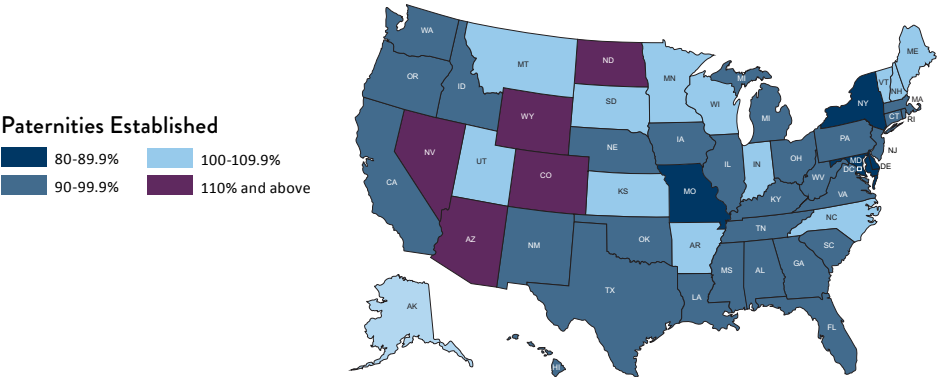 Paternities Established
80-89.9%
100-109.9%
90-99.9%
110% and above
WA
MT
ND
MN
ME
OR
ID
SD
WI
MI
VT
NH
NY
MA
CT
RI
WY
MI
IA
NE
PA
NJ
NV
UT
CO
IL
IN
OH
MD
DE
DC
CA
KS
MO
WV
VA
KY
NC
AZ
NM
OK
AR
TN
SC
MS
AL
GA
TX
LA
FL
AK
HI